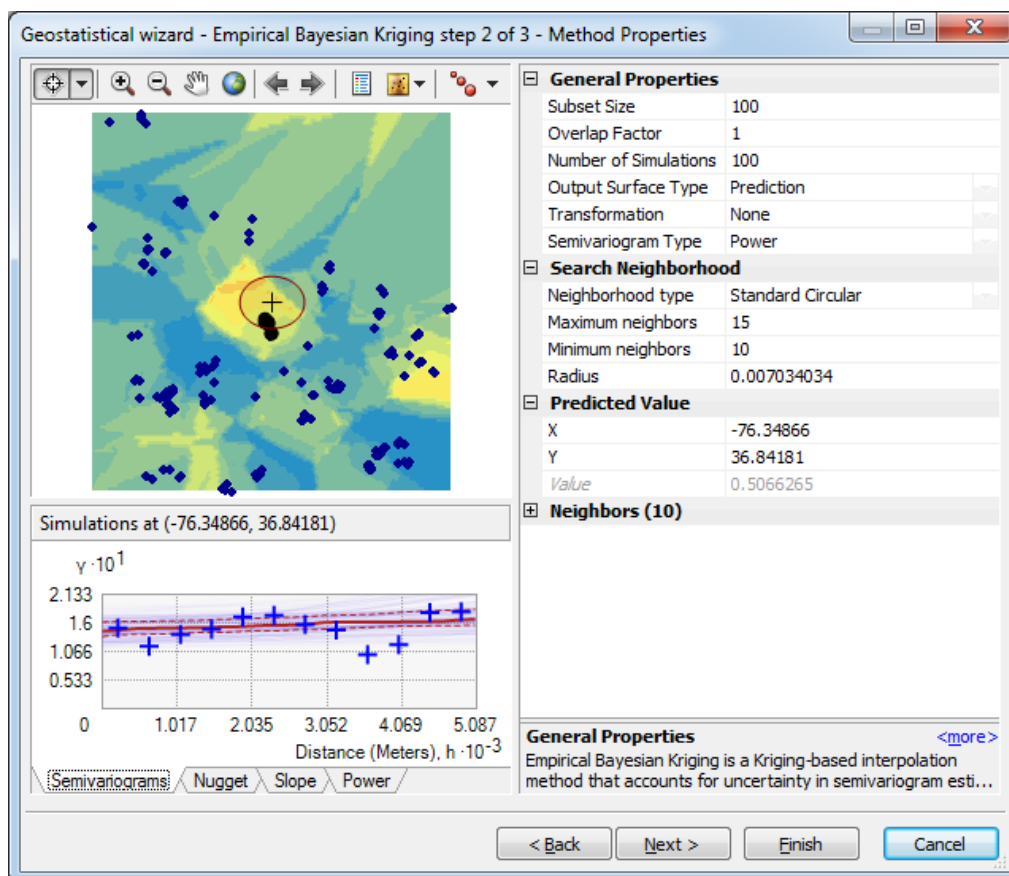 Geostatistical wizard - Empirical Bayesian Kriging step 2 of 3 - Method Properties
General Properties
Subset Size 100
Overlap Factor 1
Number of Simulations 100
Output Surface Type Prediction
Transformation None
Semivariogram Type Power
Search Neighborhood
Neighborhood type Standard Circular
Maximum neighbors 15
Minimum neighbors 10
Radius 0.007034034
Predicted Value
X -76.34866
Y 36.84181
Value 0.5066265
Neighbors (10)
Simulations at (-76.34866, 36.84181)
γ ·10^1
2.133
1.6
1.066
0.533
0 1.017 2.035 3.052 4.069 5.087
Distance (Meters), h ·10^-3
Semivariograms Nugget Slope Power
General Properties <more>
Empirical Bayesian Kriging is a Kriging-based interpolation
method that accounts for uncertainty in semivariogram esti...
< Back Next > Finish Cancel